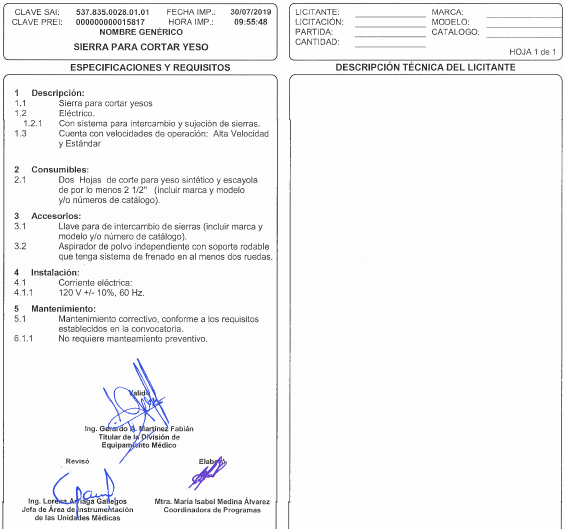 CLAVE SAI: 537.835.0028.01.01 FECHA IMP.: 30/07/2019
CLAVE PREI: 000000000015817 HORA IMP.: 09:55:48
NOMBRE GENÉRICO
SIERRA PARA CORTAR YESO
LICITANTE: MARCA:
LICITACIÓN: MODELO:
PARTIDA: CATALOGO:
CANTIDAD:
HOJA 1 de 1
ESPECIFICACIONES Y REQUISITOS
DESCRIPCIÓN TÉCNICA DEL LICITANTE
1 Descripción:
1.1 Sierra para cortar yesos
1.2 Eléctrico.
1.2.1 Con sistema para intercambio y sujeción de sierras.
1.3 Cuenta con velocidades de operación: Alta Velocidad
y Estándar
2 Consumibles:
2.1 Dos Hojas de corte para yeso sintético y escayola
de por lo menos 2 1/2" (incluir marca y modelo
y/o números de catálogo).
3 Accesorios:
3.1 Llave para de intercambio de sierras (incluir marca y
modelo y/o número de catálogo).
3.2 Aspirador de polvo independiente con soporte rodable
que tenga sistema de frenado en al menos dos ruedas.
4 Instalación:
4.1 Corriente eléctrica:
4.1.1 120 V +/- 10%, 60 Hz.
5 Mantenimiento:
5.1 Mantenimiento correctivo, conforme a los requisitos
establecidos en la convocatoria.
6.1.1 No requiere manteamiento preventivo.
Validó
Ing. Gerardo A. Martínez Fabián
Titular de la División de
Equipamiento Médico
Revisó Elaboró
Ing. Lorena Arriaga Gallegos
Jefa de Área de Instrumentación
de las Unidades Médicas
Mtra. María Isabel Medina Álvarez
Coordinadora de Programas